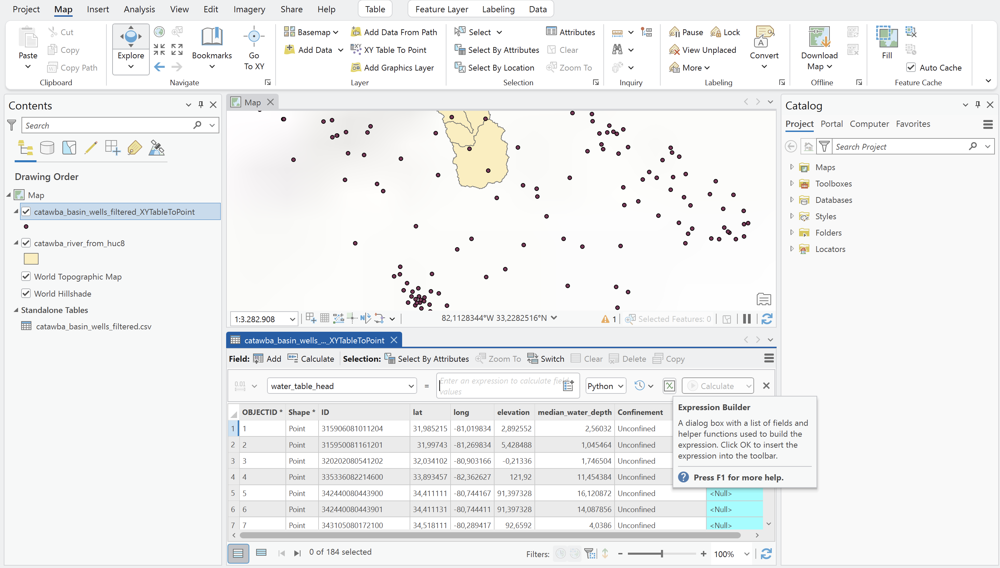 Project Map Insert Analysis View Edit Imagery Share Help Table Feature Layer Labeling Data
Paste
Cut
Copy
Copy Path
Clipboard
Explore
Bookmarks
Go
To XY
Navigate
Basemap
Add Data
Add Data From Path
XY Table To Point
Add Graphics Layer
Layer
Select
Select By Attributes
Select By Location
Attributes
Clear
Zoom To
Selection
Inquiry
Pause
Lock
View Unplaced
More
Convert
Labeling
Download
Map
Offline
Fill
Auto Cache
Feature Cache
Contents
Search
Drawing Order
Map
catawba_basin_wells_filtered_XYTableToPoint
catawba_river_from_huc8
World Topographic Map
World Hillshade
Standalone Tables
catawba_basin_wells_filtered.csv
Map
1:3.282.908
82,1128344°W 33,2282516°N
1
Selected Features: 0
catawba_basin_wells_..._XYTableToPoint
Field: Add Calculate Selection: Select By Attributes Zoom To Switch Clear Delete Copy
water_table_head
=
Enter an expression to calculate field
values
Python
Calculate
OBJECTID * Shape * ID lat long elevation median_water_depth Confinement
1 1 Point 315906081011204 31,985215 -81,019834 2,892552 2,56032 Unconfined
2 2 Point 315950081161201 31,99743 -81,269834 5,428488 1,045464 Unconfined
3 3 Point 320202080541202 32,034102 -80,903166 -0,21336 1,746504 Unconfined
4 4 Point 335336082214600 33,893457 -82,362627 121,92 11,454384 Unconfined
5 5 Point 342440080443900 34,411111 -80,744167 91,397328 16,120872 Unconfined <Null>
6 6 Point 342440080443901 34,411131 -80,744411 91,397328 14,087856 Unconfined <Null>
7 7 Point 343105080172100 34,518111 -80,289417 92,6592 4,0386 Unconfined <Null>
Expression Builder
A dialog box with a list of fields and
helper functions used to build the
expression. Click OK to insert the
expression into the toolbar.
Press F1 for more help.
0 of 184 selected
Filters:
100%
Catalog
Project Portal Computer Favorites
Search Project
Maps
Toolboxes
Databases
Styles
Folders
Locators